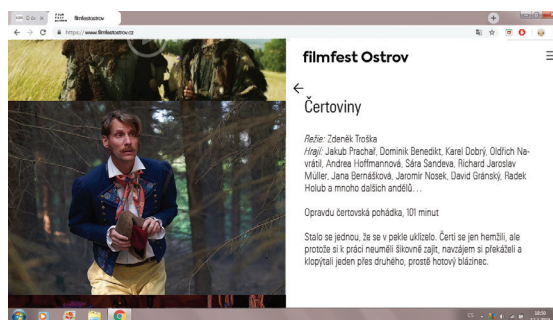 filmfestostrov
https://www.filmfestostrov.cz
filmfest Ostrov
Čertoviny
Režie: Zdeněk Troška
Hrají: Jakub Prachař, Dominik Benedikt, Karel Dobrý, Oldřich Na-
vrátil, Andrea Hoffmannová, Sára Sandeva, Richard Jaroslav
Müller, Jana Bernášková, Jaromír Nosek, David Gránský, Radek
Holub a mnoho dalších andělů...
Opravdu čertovská pohádka, 101 minut
Stalo se jednou, že se v pekle uklízelo. Čerti se jen hemžili, ale
protože si k práci neuměli šikovně zajít, navzájem si překáželi a
klopýtali jeden přes druhého, prostě hotový blázinec.
CS
18:50